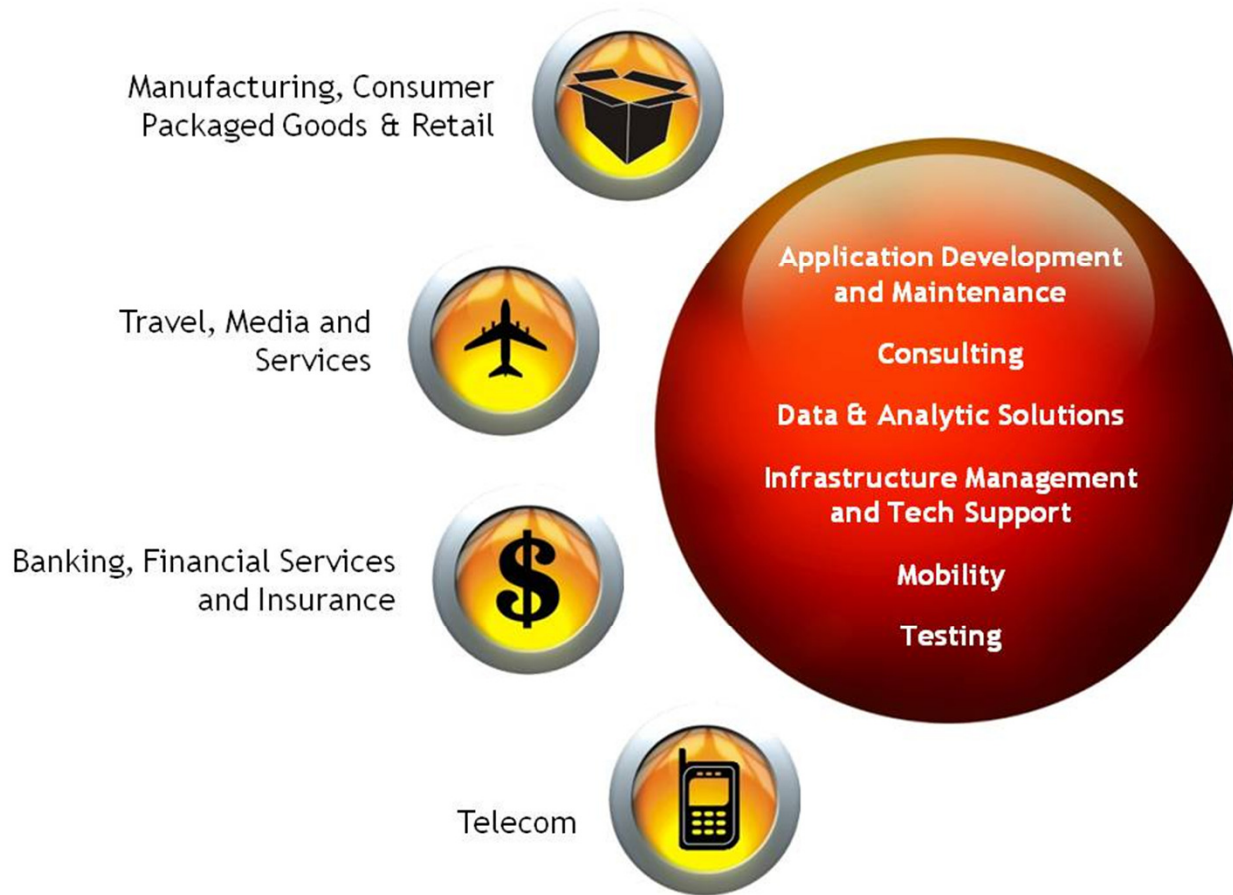 Manufacturing, Consumer
Packaged Goods & Retail
Travel, Media and
Services
Banking, Financial Services
and Insurance
Telecom
Application Development
and Maintenance
Consulting
Data & Analytic Solutions
Infrastructure Management
and Tech Support
Mobility
Testing